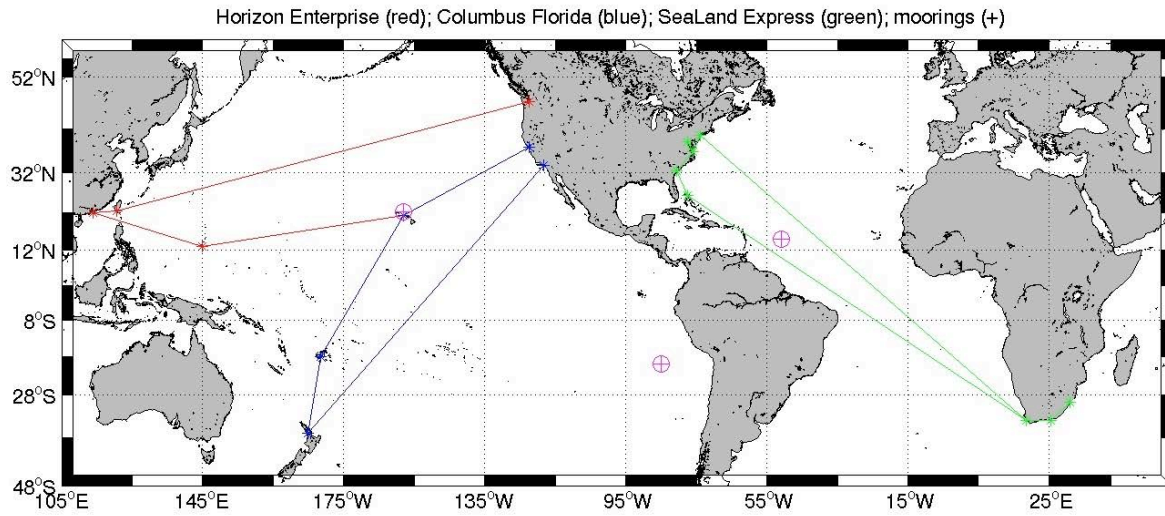 Horizon Enterprise (red); Columbus Florida (blue); SeaLand Express (green); moorings (+)
52°N
32°N
12°N
8°S
28°S
48°S
105°E 145°E 175°W 135°W 95°W 55°W 15°W 25°E